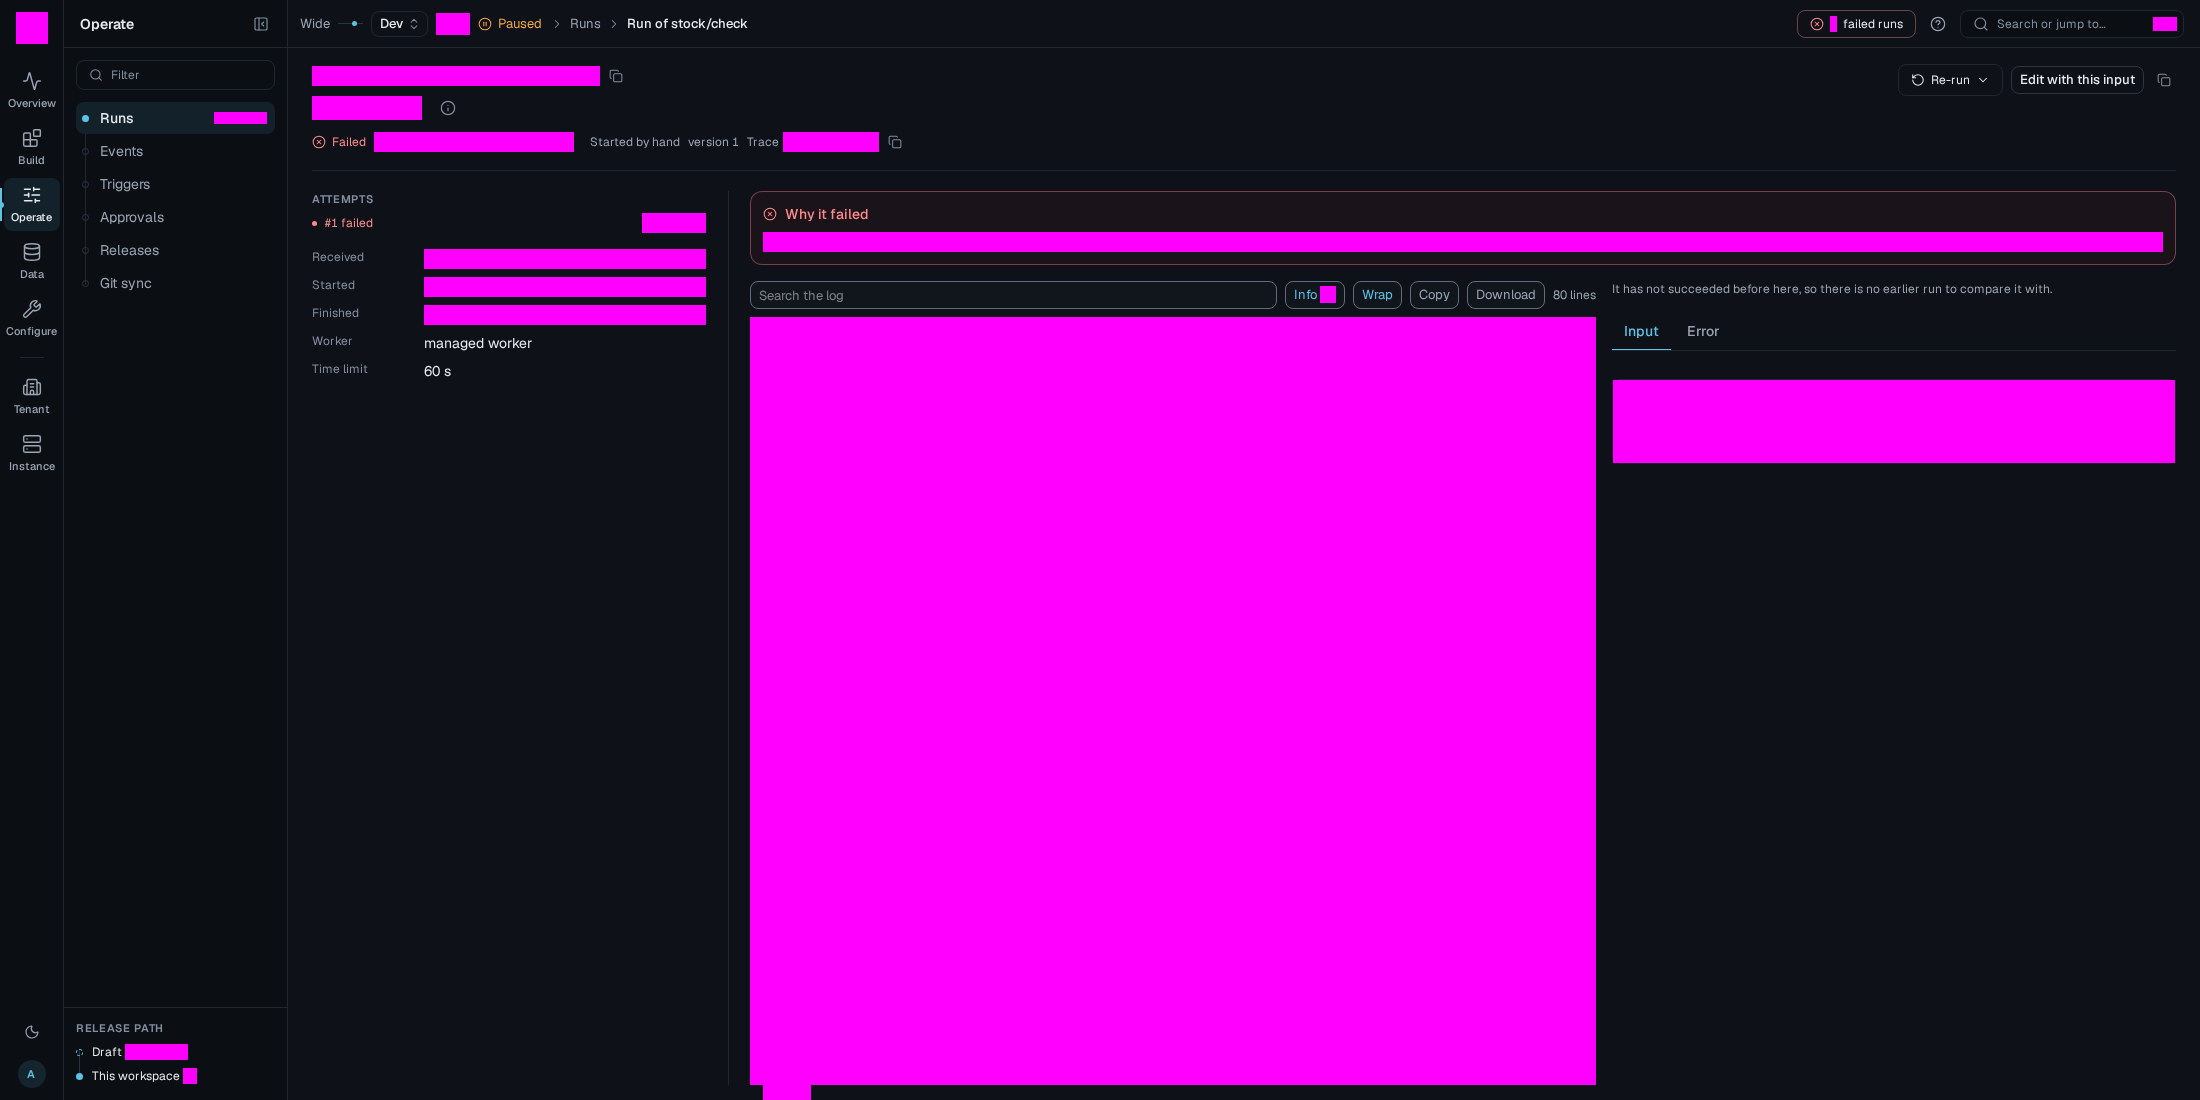 Operate
Wide
Dev
Paused
Runs
Run of stock/check
failed runs
Search or jump to...
Overview
Build
Operate
Data
Configure
Tenant
Instance
A
Filter
Runs
Events
Triggers
Approvals
Releases
Git sync
RELEASE PATH
Draft
This workspace
Re-run
Edit with this input
Failed
Started by hand version 1 Trace
ATTEMPTS
#1 failed
Received
Started
Finished
Worker managed worker
Time limit 60 s
Why it failed
Search the log
Info
Wrap
Copy
Download
80 lines
It has not succeeded before here, so there is no earlier run to compare it with.
Input
Error